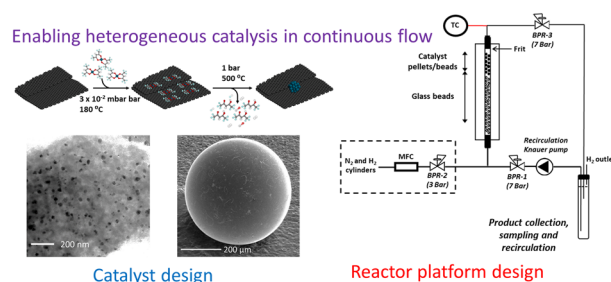 Enabling heterogeneous catalysis in continuous flow
3 x 10⁻² mbar bar
180 ⁰C
1 bar
500 ⁰C
200 nm
200 µm
Catalyst design
TC
BPR-3
(7 Bar)
Frit
Catalyst
pellets/beads
Glass beads
N₂ and H₂
cylinders
MFC
BPR-2
(3 Bar)
BPR-1
(7 Bar)
Recirculation
Knauer pump
H₂ outlet
Product collection,
sampling and
recirculation
Reactor platform design